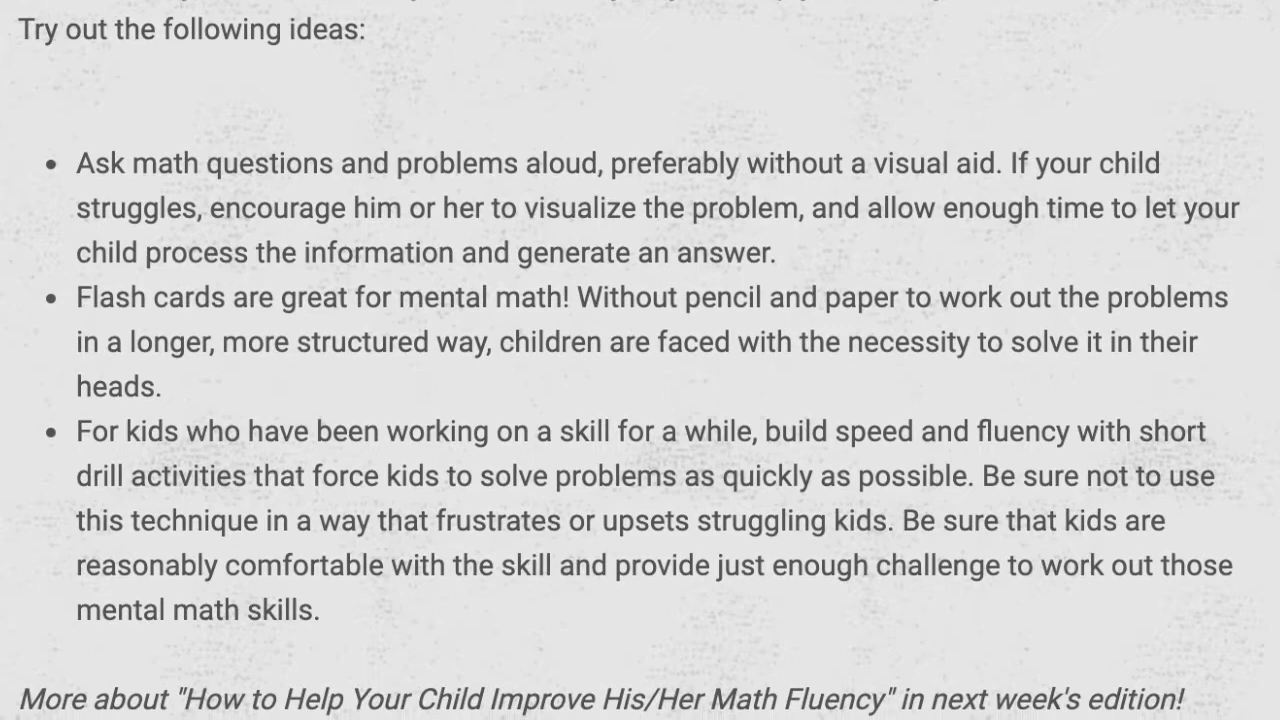 Try out the following ideas:
• Ask math questions and problems aloud, preferably without a visual aid. If your child
struggles, encourage him or her to visualize the problem, and allow enough time to let your
child process the information and generate an answer.
• Flash cards are great for mental math! Without pencil and paper to work out the problems
in a longer, more structured way, children are faced with the necessity to solve it in their
heads.
• For kids who have been working on a skill for a while, build speed and fluency with short
drill activities that force kids to solve problems as quickly as possible. Be sure not to use
this technique in a way that frustrates or upsets struggling kids. Be sure that kids are
reasonably comfortable with the skill and provide just enough challenge to work out those
mental math skills.
More about "How to Help Your Child Improve His/Her Math Fluency" in next week's edition!